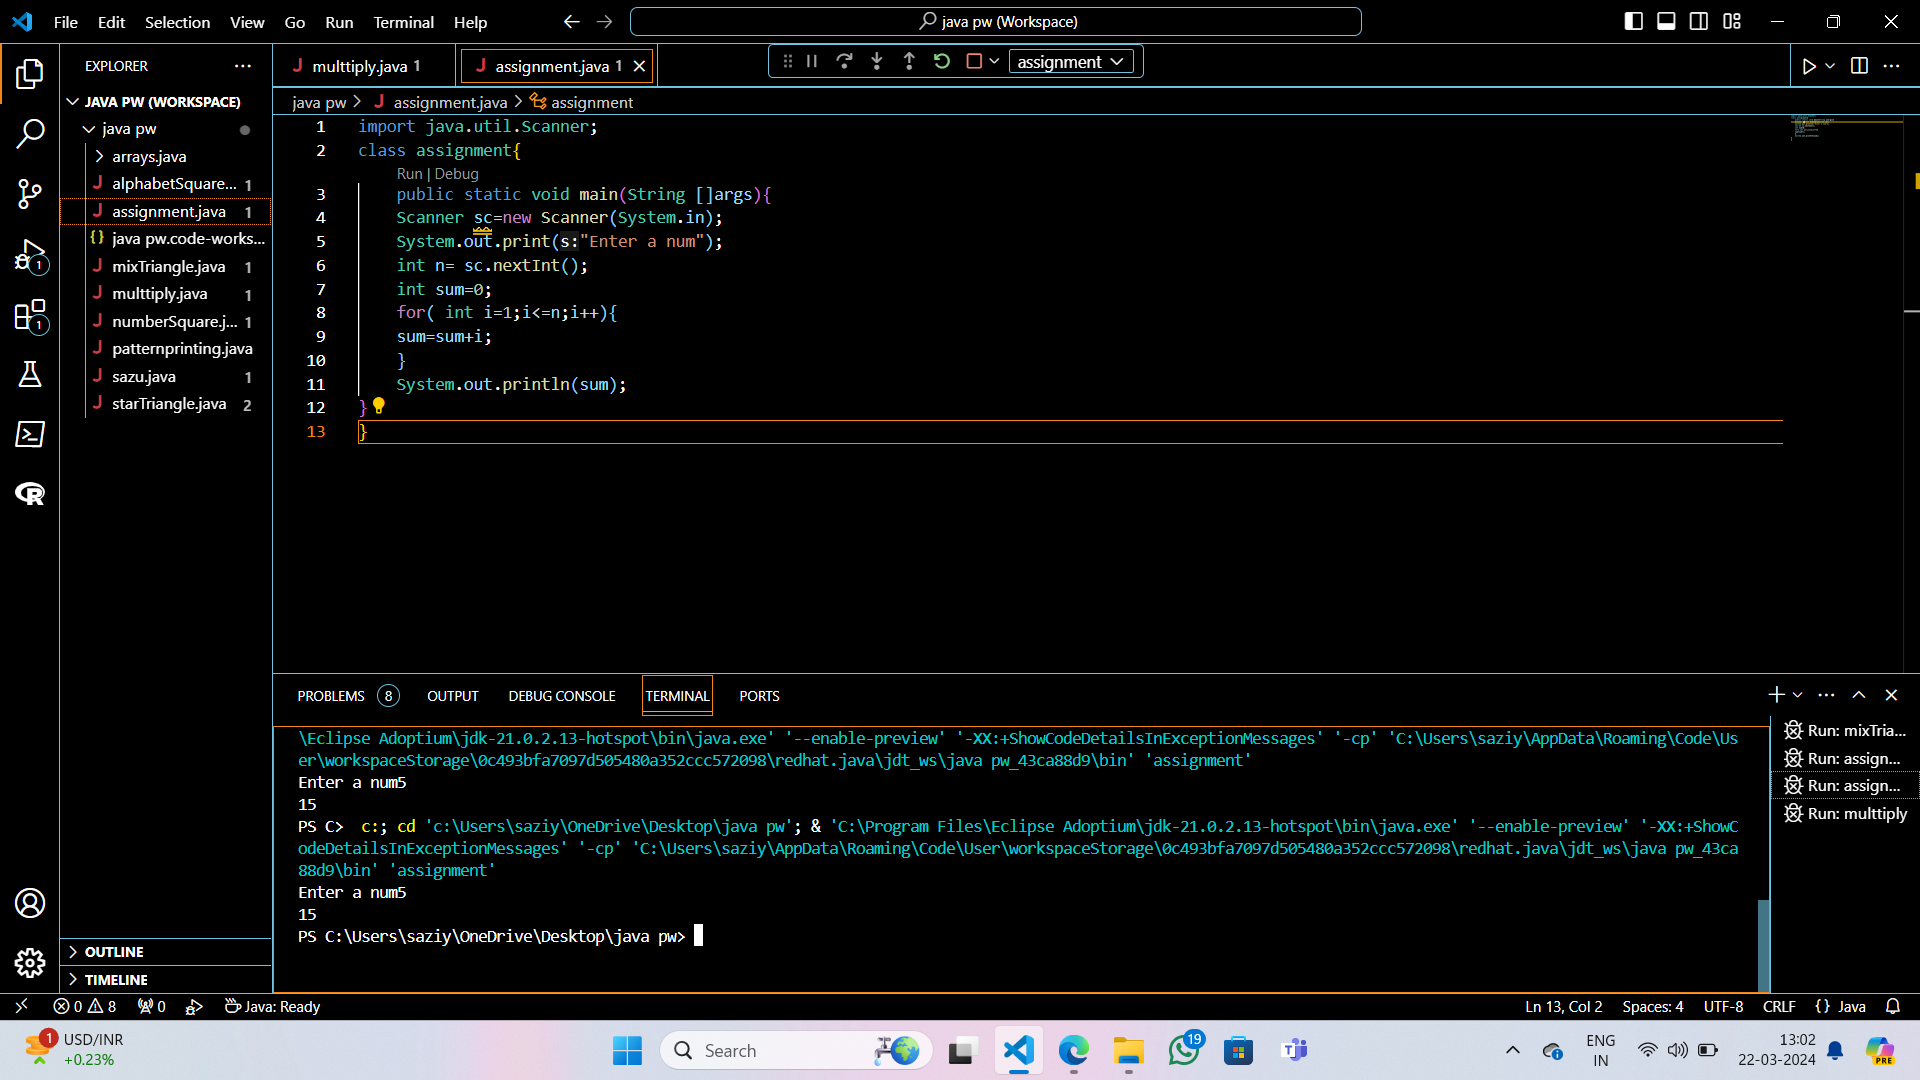 File Edit Selection View Go Run Terminal Help
java pw (Workspace)
EXPLORER
JAVA PW (WORKSPACE)
java pw
arrays.java
J alphabetSquare... 1
J assignment.java 1
{} java pw.code-works...
J mixTriangle.java 1
J multtiply.java 1
J numberSquare.j... 1
J patternprinting.java
J sazu.java 1
J starTriangle.java 2
OUTLINE
TIMELINE
1
1
J multtiply.java 1
J assignment.java 1
assignment
java pw > J assignment.java > assignment
1 import java.util.Scanner;
2 class assignment{
Run | Debug
3 public static void main(String []args){
4 Scanner sc=new Scanner(System.in);
5 System.out.print(s:"Enter a num");
6 int n= sc.nextInt();
7 int sum=0;
8 for( int i=1;i<=n;i++){
9 sum=sum+i;
10 }
11 System.out.println(sum);
12 }
13 }
PROBLEMS 8 OUTPUT DEBUG CONSOLE TERMINAL PORTS
\Eclipse Adoptium\jdk-21.0.2.13-hotspot\bin\java.exe' '--enable-preview' '-XX:+ShowCodeDetailsInExceptionMessages' '-cp' 'C:\Users\saziy\AppData\Roaming\Code\Us
er\workspaceStorage\0c493bfa7097d505480a352ccc572098\redhat.java\jdt_ws\java pw_43ca88d9\bin' 'assignment'
Enter a num5
15
PS C> c:; cd 'c:\Users\saziy\OneDrive\Desktop\java pw'; & 'C:\Program Files\Eclipse Adoptium\jdk-21.0.2.13-hotspot\bin\java.exe' '--enable-preview' '-XX:+ShowC
odeDetailsInExceptionMessages' '-cp' 'C:\Users\saziy\AppData\Roaming\Code\User\workspaceStorage\0c493bfa7097d505480a352ccc572098\redhat.java\jdt_ws\java pw_43ca
88d9\bin' 'assignment'
Enter a num5
15
PS C:\Users\saziy\OneDrive\Desktop\java pw>
Run: mixTria...
Run: assign...
Run: assign...
Run: multtiply
0 8 0 Java: Ready
Ln 13, Col 2 Spaces: 4 UTF-8 CRLF {} Java
1 USD/INR
+0.23%
Search
19
ENG
IN
13:02
22-03-2024
PRE